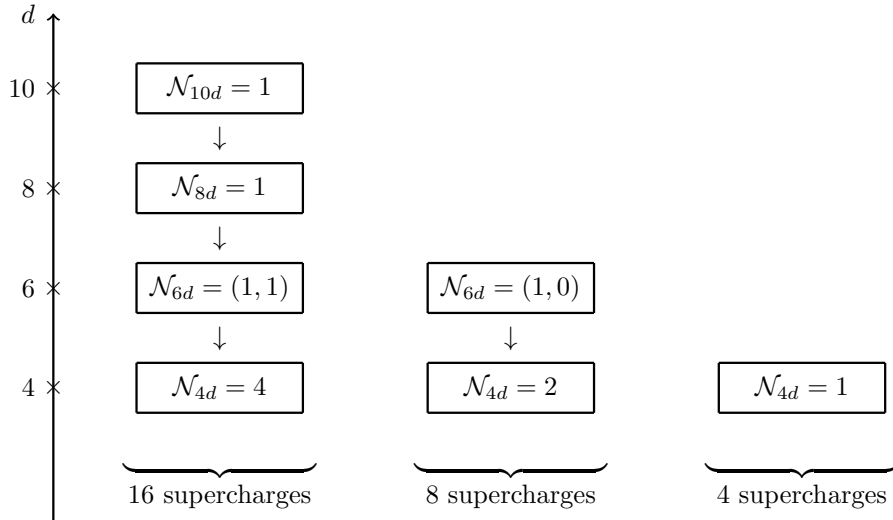 d
10
𝒩10d = 1
↓
8
𝒩8d = 1
↓
6
𝒩6d = (1, 1)
𝒩6d = (1, 0)
↓
↓
4
𝒩4d = 4
𝒩4d = 2
𝒩4d = 1
16 supercharges
8 supercharges
4 supercharges